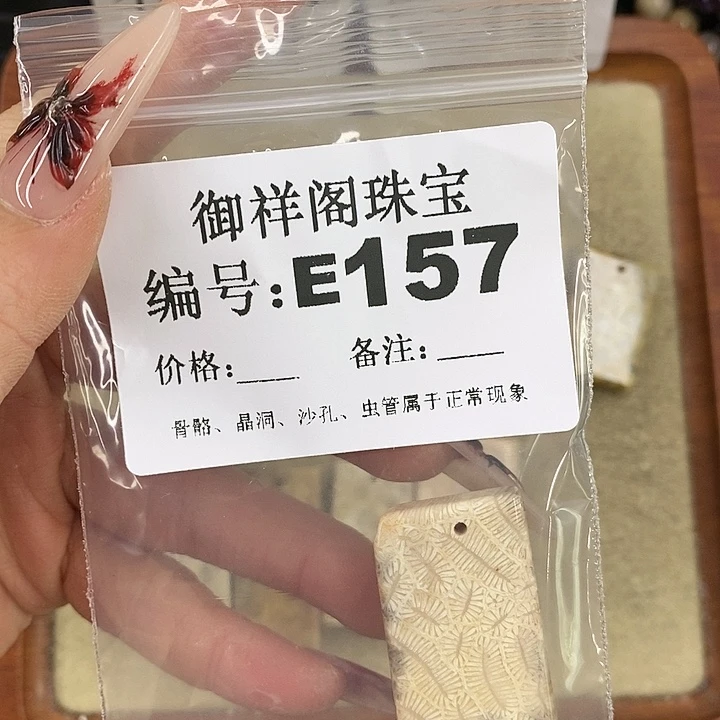 御祥阁珠宝
编号:E157
价格:___ 备注:____
骨骼、晶洞、沙孔、虫管属于正常现象